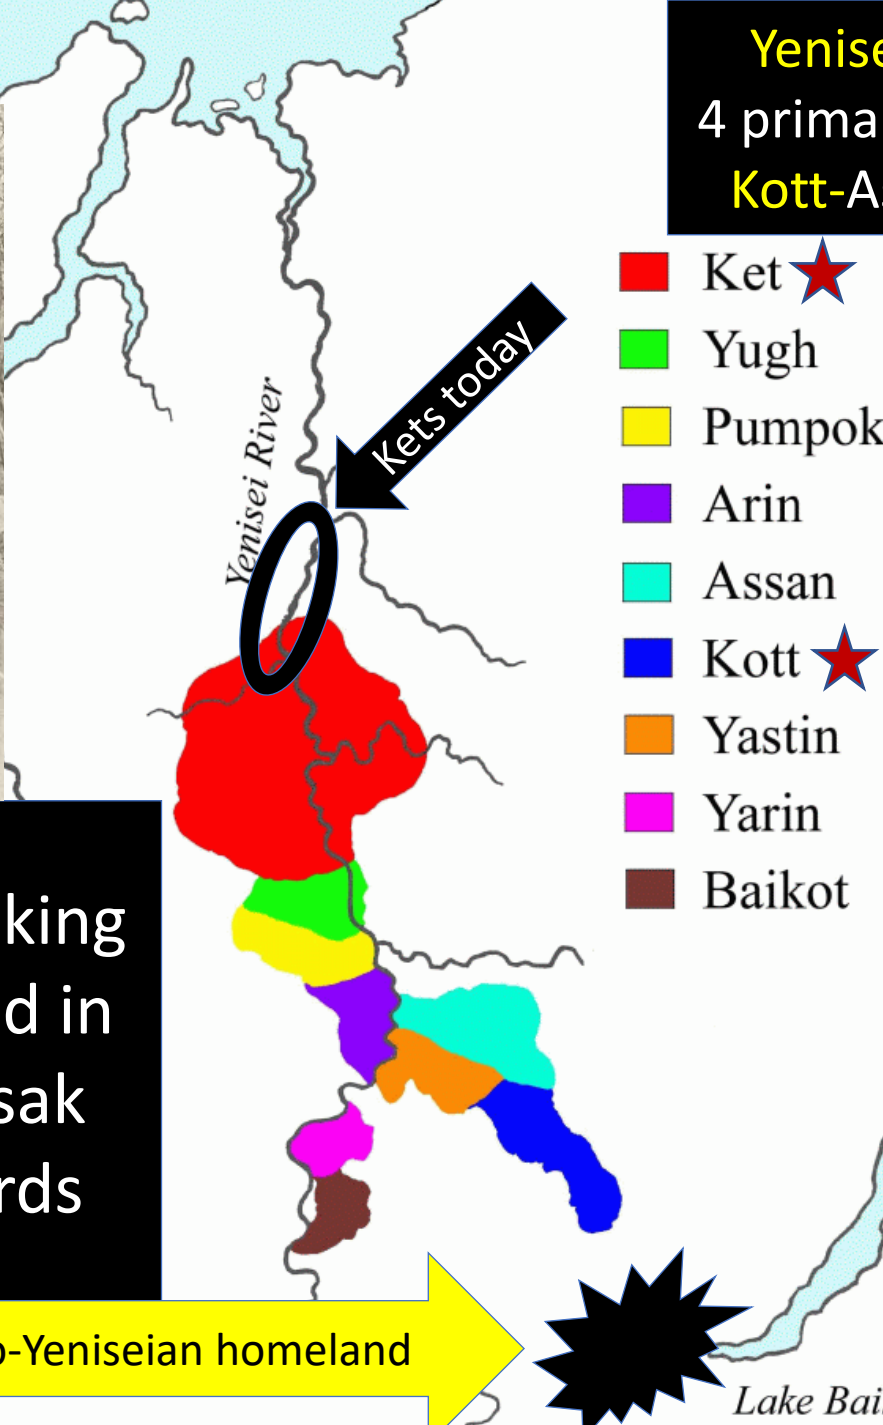 Yenise
4 prima
Kott-As
Ket
Yugh
Pumpok
Arin
Assan
Kott
Yastin
Yarin
Baikot
Kets today
Yenisei River
king
d in
sak
rds
o-Yeniseian homeland
Lake Bai